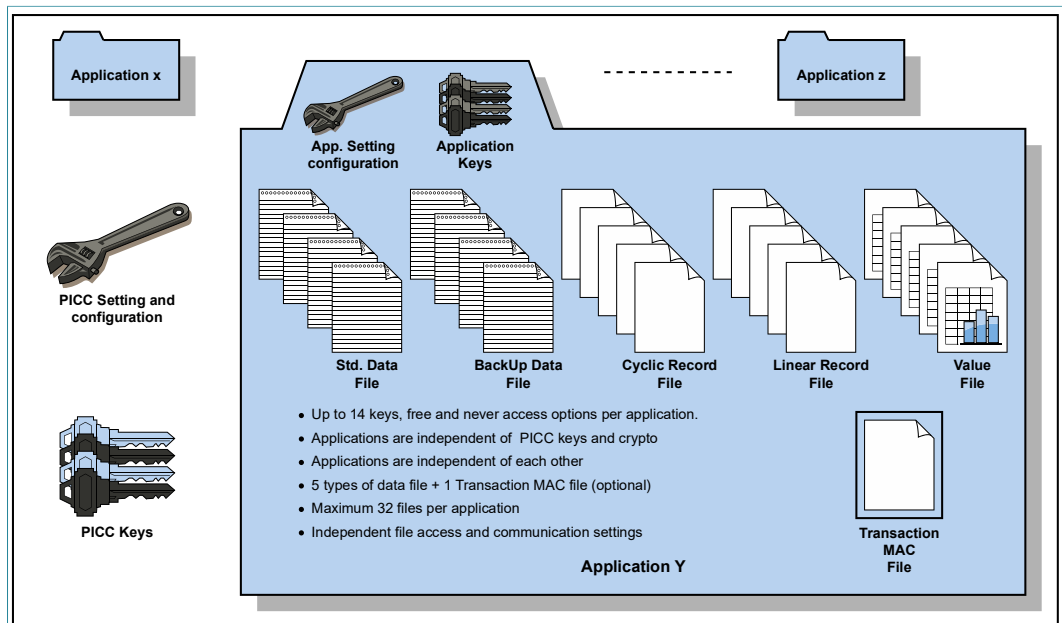 Application x
Application z
App. Setting
configuration
Application
Keys
PICC Setting and
configuration
Std. Data
File
BackUp Data
File
Cyclic Record
File
Linear Record
File
Value
File
• Up to 14 keys, free and never access options per application.
• Applications are independent of PICC keys and crypto
• Applications are independent of each other
• 5 types of data file + 1 Transaction MAC file (optional)
• Maximum 32 files per application
• Independent file access and communication settings
PICC Keys
Transaction
MAC
File
Application Y